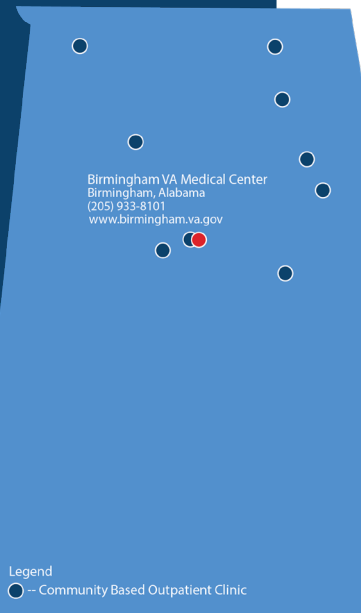 Birmingham VA Medical Center
Birmingham, Alabama
(205) 933-8101
www.birmingham.va.gov
Legend
-- Community Based Outpatient Clinic